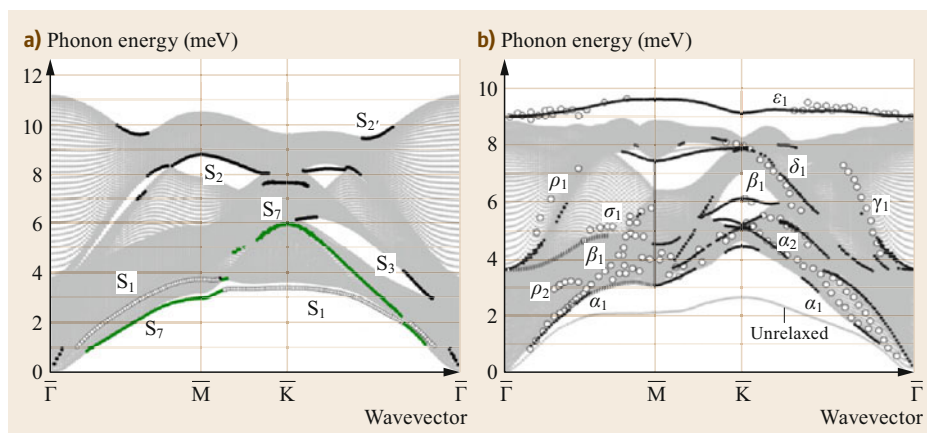 a) Phonon energy (meV)
12
10
8
6
4
2
0
S2'
S2
S7
S3
S1
S1
S7
Γ̅
M̅
K̅
Γ̅
Wavevector
b) Phonon energy (meV)
10
8
6
4
2
0
ε1
δ1
ρ1
β1
γ1
σ1
β1
α2
ρ2
α1
α1
Unrelaxed
Γ̅
M̅
K̅
Γ̅
Wavevector